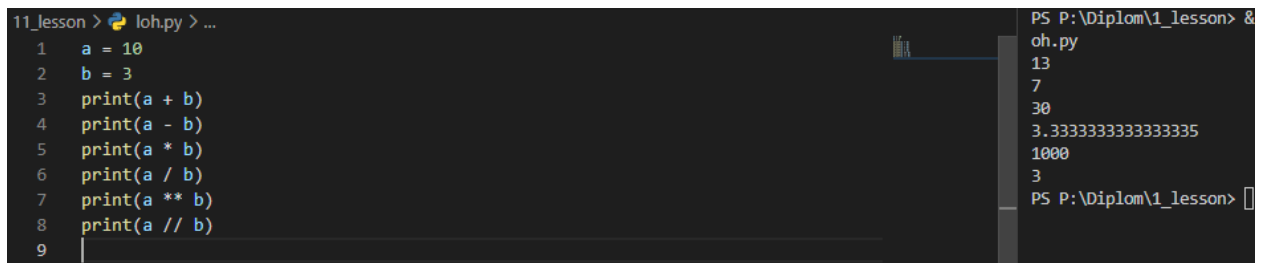 11_lesson > loh.py > ...
1 a = 10
2 b = 3
3 print(a + b)
4 print(a - b)
5 print(a * b)
6 print(a / b)
7 print(a ** b)
8 print(a // b)
9
PS P:\Diplom\1_lesson> &
oh.py
13
7
30
3.3333333333333335
1000
3
PS P:\Diplom\1_lesson>